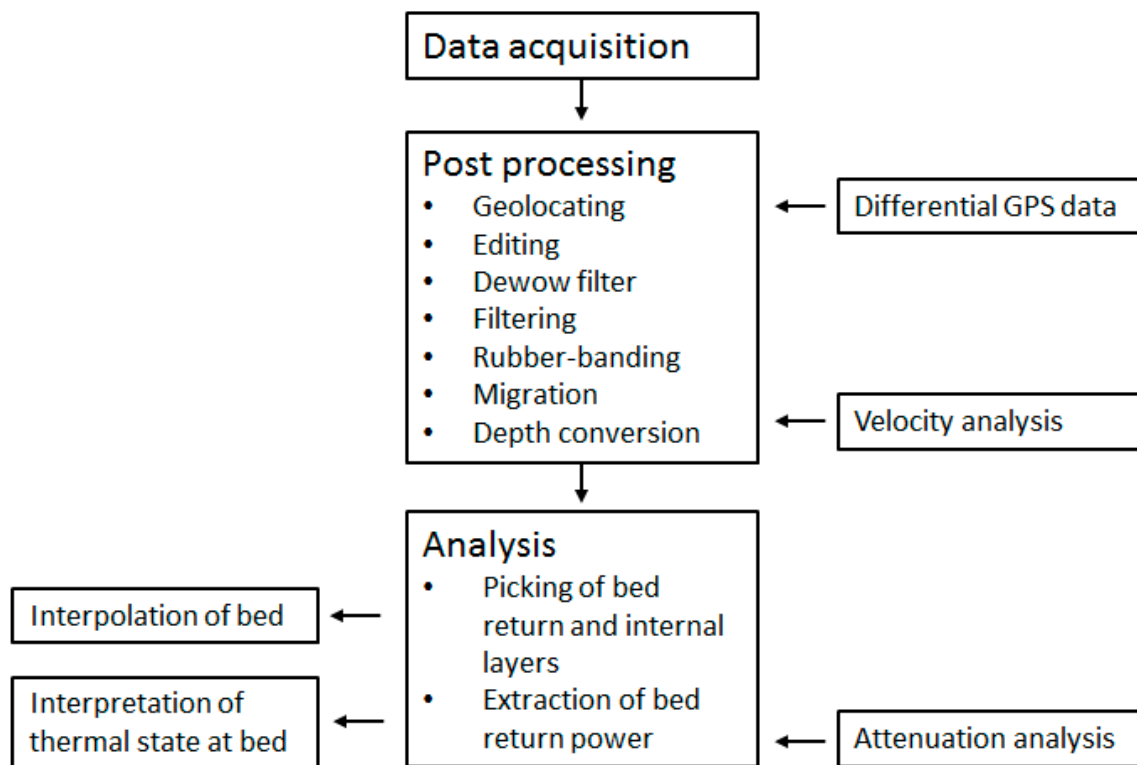 Data acquisition
Post processing
• Geolocating
• Editing
• Dewow filter
• Filtering
• Rubber-banding
• Migration
• Depth conversion
Differential GPS data
Velocity analysis
Analysis
• Picking of bed
return and internal
layers
• Extraction of bed
return power
Interpolation of bed
Interpretation of
thermal state at bed
Attenuation analysis